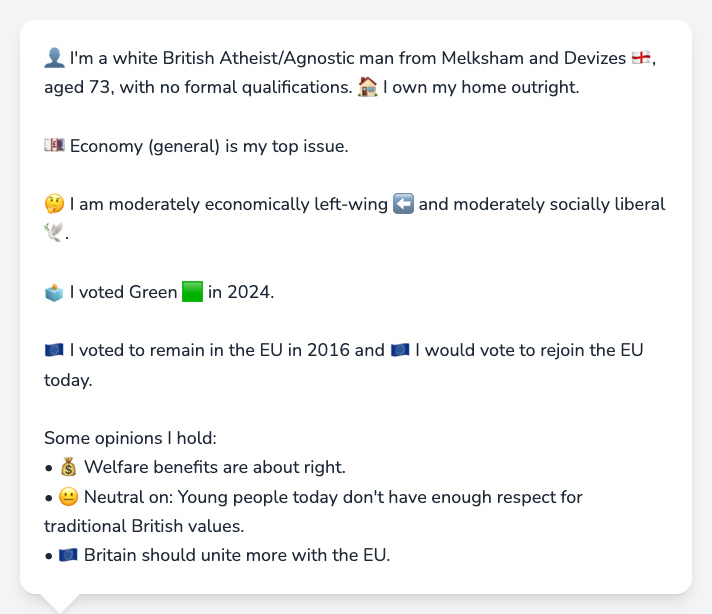 👤 I'm a white British Atheist/Agnostic man from Melksham and Devizes 🏴󠁧󠁢󠁥󠁮󠁧󠁿,
aged 73, with no formal qualifications. 🏠 I own my home outright.
💷 Economy (general) is my top issue.
🤔 I am moderately economically left-wing ⬅️ and moderately socially liberal
🕊️.
🗳️ I voted Green 🟩 in 2024.
🇪🇺 I voted to remain in the EU in 2016 and 🇪🇺 I would vote to rejoin the EU
today.
Some opinions I hold:
• 💰 Welfare benefits are about right.
• 😐 Neutral on: Young people today don't have enough respect for
traditional British values.
• 🇪🇺 Britain should unite more with the EU.